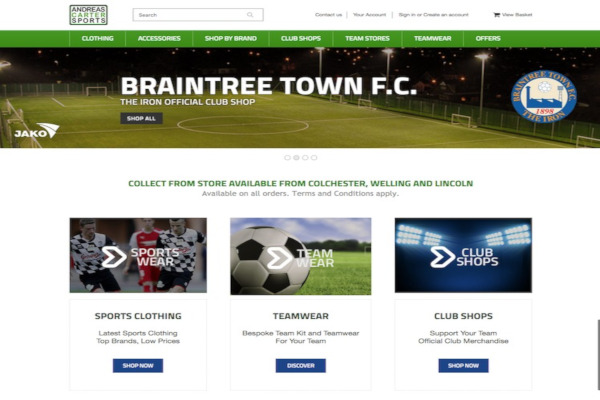 ANDREAS
CARTER
SPORTS
Search
Contact us | Your Account | Sign in or Create an account
View Basket
CLOTHING
ACCESSORIES
SHOP BY BRAND
CLUB SHOPS
TEAM STORES
TEAMWEAR
OFFERS
BRAINTREE TOWN F.C.
THE IRON OFFICIAL CLUB SHOP
SHOP ALL
JAKO
BRAINTREE TOWN F.C.
1898
THE IRON
COLLECT FROM STORE AVAILABLE FROM COLCHESTER, WELLING AND LINCOLN
Available on all orders. Terms and Conditions apply.
SPORTS
WEAR
TEAM
WEAR
CLUB
SHOPS
SPORTS CLOTHING
Latest Sports Clothing
Top Brands, Low Prices
SHOP NOW
TEAMWEAR
Bespoke Team Kit and Teamwear
For Your Team
DISCOVER
CLUB SHOPS
Support Your Team
Official Club Merchandise
SHOP NOW